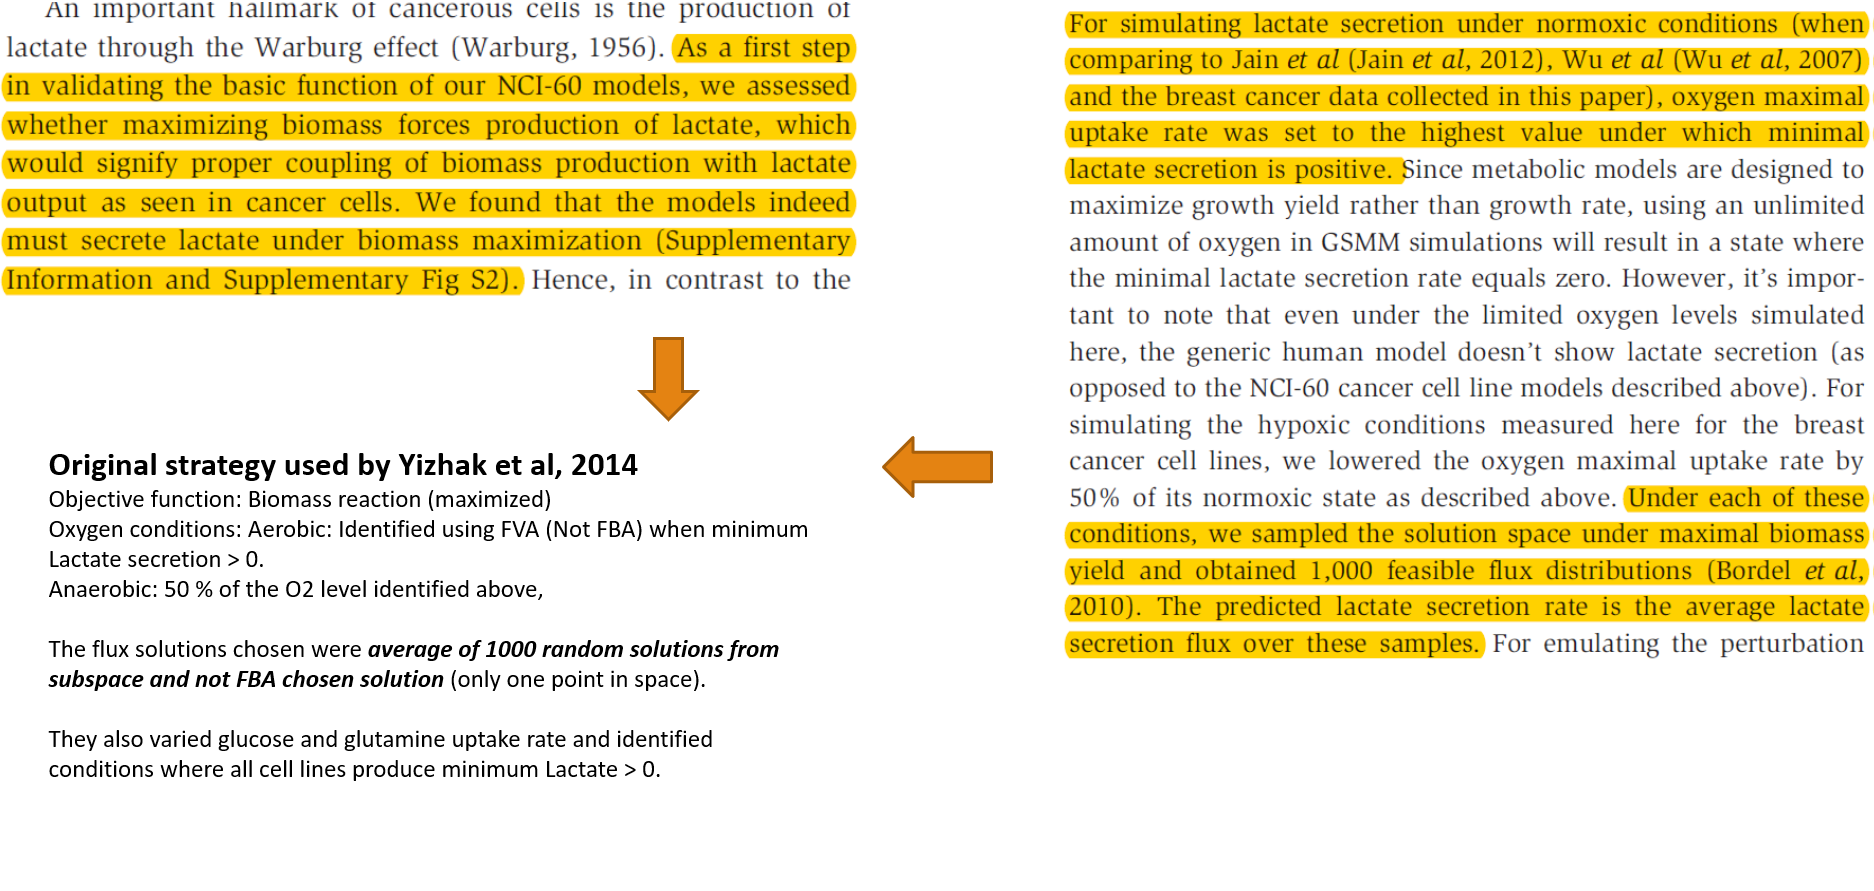 An important hallmark of cancerous cells is the production of
lactate through the Warburg effect (Warburg, 1956). As a first step
in validating the basic function of our NCI-60 models, we assessed
whether maximizing biomass forces production of lactate, which
would signify proper coupling of biomass production with lactate
output as seen in cancer cells. We found that the models indeed
must secrete lactate under biomass maximization (Supplementary
Information and Supplementary Fig S2). Hence, in contrast to the
Original strategy used by Yizhak et al, 2014
Objective function: Biomass reaction (maximized)
Oxygen conditions: Aerobic: Identified using FVA (Not FBA) when minimum
Lactate secretion > 0.
Anaerobic: 50 % of the O2 level identified above,
The flux solutions chosen were average of 1000 random solutions from
subspace and not FBA chosen solution (only one point in space).
They also varied glucose and glutamine uptake rate and identified
conditions where all cell lines produce minimum Lactate > 0.
For simulating lactate secretion under normoxic conditions (when
comparing to Jain et al (Jain et al, 2012), Wu et al (Wu et al, 2007)
and the breast cancer data collected in this paper), oxygen maximal
uptake rate was set to the highest value under which minimal
lactate secretion is positive. Since metabolic models are designed to
maximize growth yield rather than growth rate, using an unlimited
amount of oxygen in GSMM simulations will result in a state where
the minimal lactate secretion rate equals zero. However, it's impor-
tant to note that even under the limited oxygen levels simulated
here, the generic human model doesn't show lactate secretion (as
opposed to the NCI-60 cancer cell line models described above). For
simulating the hypoxic conditions measured here for the breast
cancer cell lines, we lowered the oxygen maximal uptake rate by
50% of its normoxic state as described above. Under each of these
conditions, we sampled the solution space under maximal biomass
yield and obtained 1,000 feasible flux distributions (Bordel et al,
2010). The predicted lactate secretion rate is the average lactate
secretion flux over these samples. For emulating the perturbation